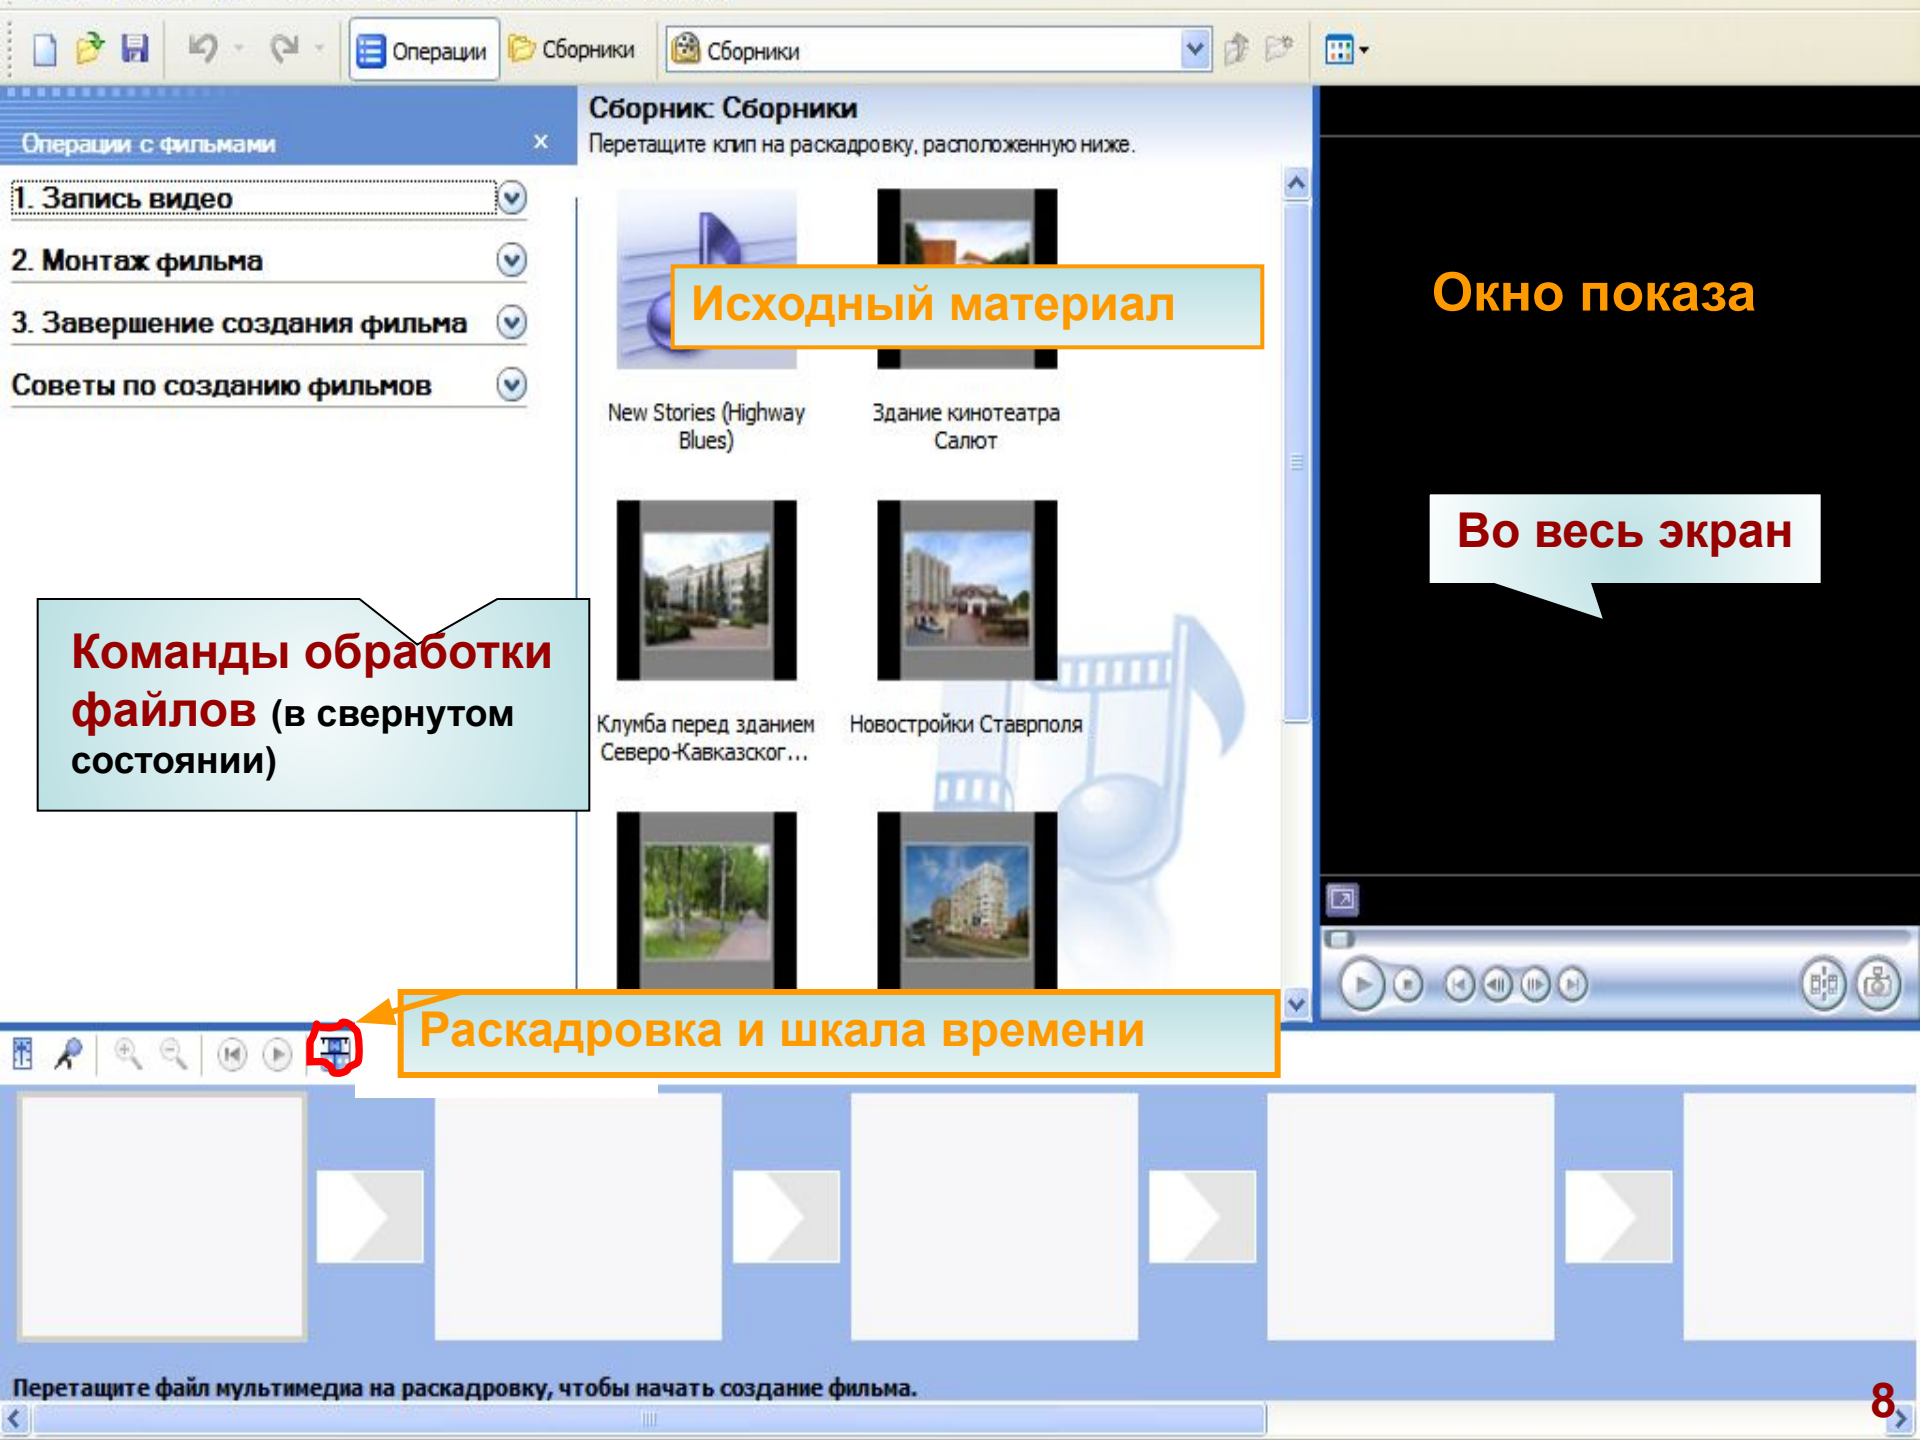 Операции
Сборники
Сборники
Операции с фильмами
x
Сборник: Сборники
Перетащите клип на раскадровку, расположенную ниже.
1. Запись видео
2. Монтаж фильма
3. Завершение создания фильма
Советы по созданию фильмов
Исходный материал
Окно показа
New Stories (Highway
Blues)
Здание кинотеатра
Салют
Во весь экран
Команды обработки
файлов (в свернутом
состоянии)
Клумба перед зданием
Северо-Кавказског...
Новостройки Ставрполя
Раскадровка и шкала времени
Перетащите файл мультимедиа на раскадровку, чтобы начать создание фильма.
8